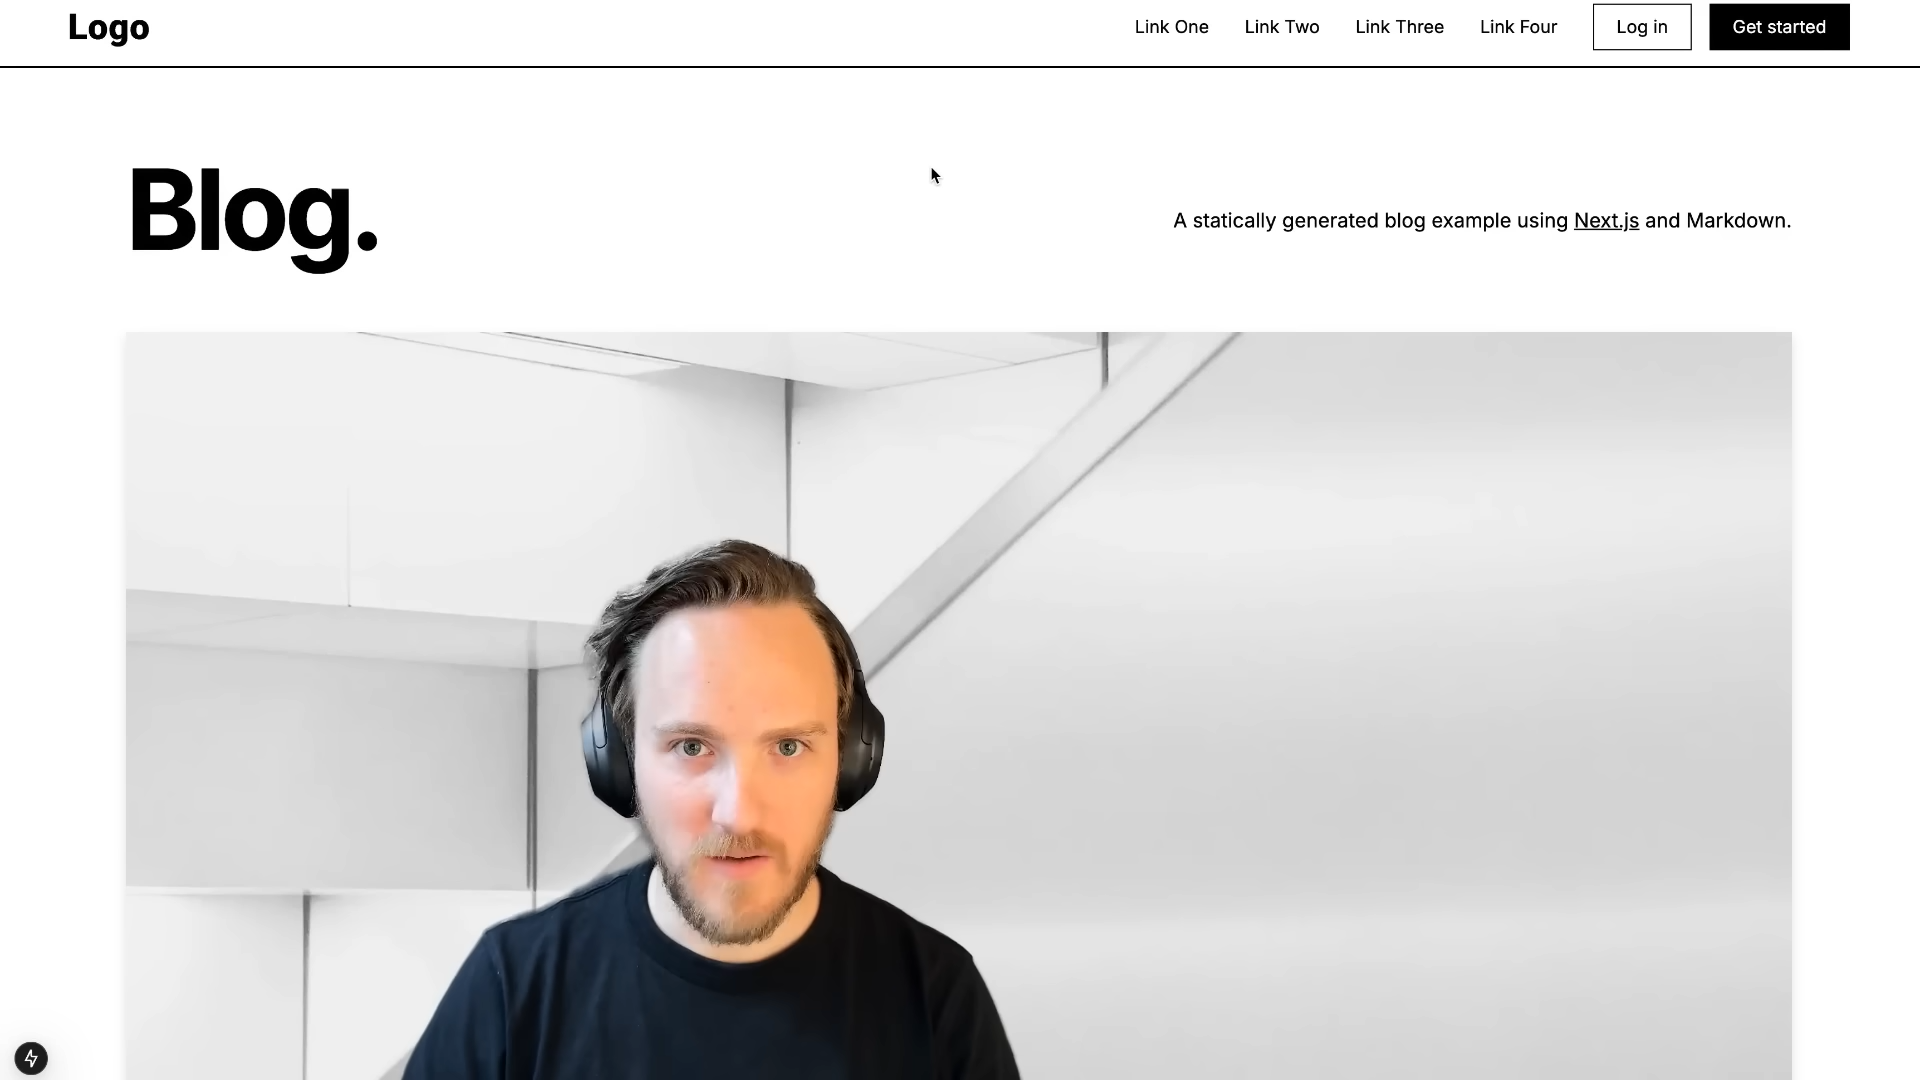 Logo
Link One
Link Two
Link Three
Link Four
Log in
Get started
Blog.
A statically generated blog example using Next.js and Markdown.